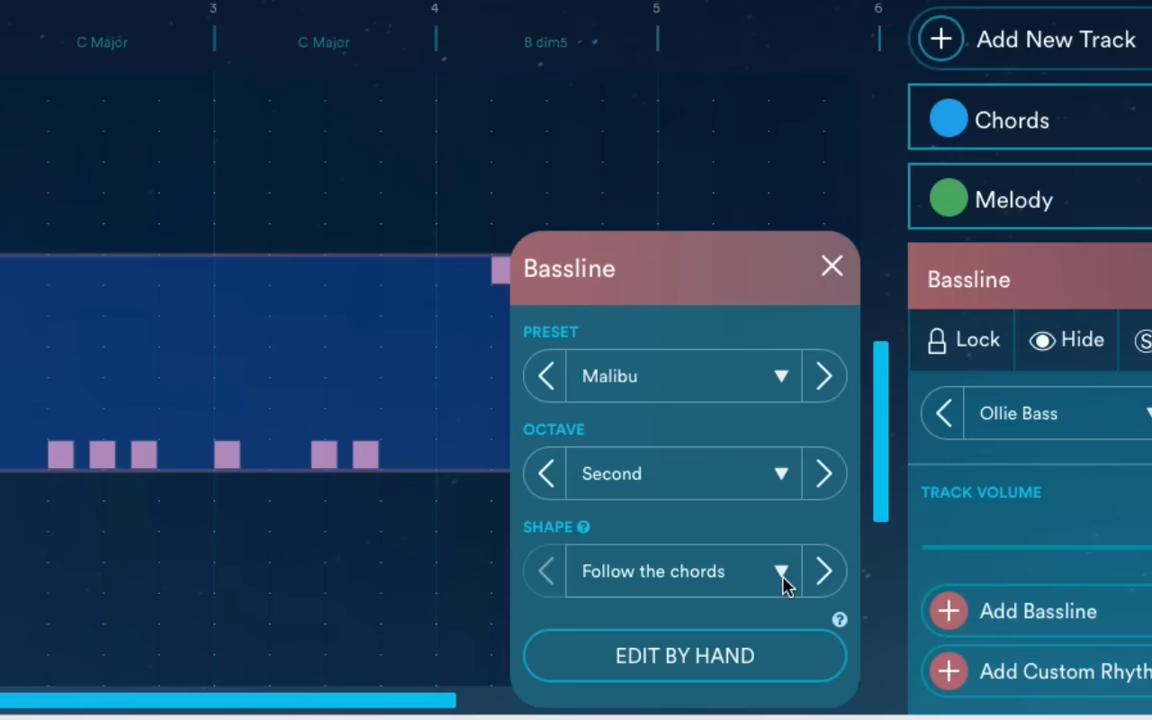 3 4 5 6
C Major C Major B dim5
Add New Track
Chords
Melody
Bassline
PRESET
Malibu
OCTAVE
Second
SHAPE ?
Follow the chords
?
EDIT BY HAND
Bassline
Lock Hide S
Ollie Bass
TRACK VOLUME
Add Bassline
Add Custom Rhyth